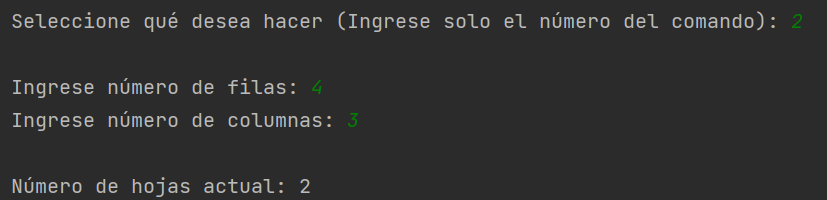 Seleccione qué desea hacer (Ingrese solo el número del comando): 2
Ingrese número de filas: 4
Ingrese número de columnas: 3
Número de hojas actual: 2